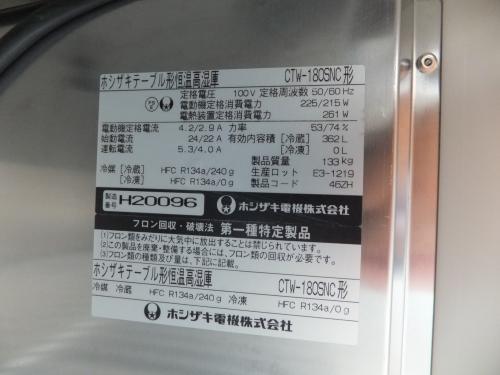 ホシザキテーブル形恒温高湿庫 CTW-180SNC形
定格電圧 100V 定格周波数 50/60Hz
電動機定格消費電力 225/215W
電熱装置定格消費電力 261W
電動機定格電流 4.2/2.9A 力率 53/74%
始動電流 24/22A 有効内容積 [冷蔵] 362L
運転電流 5.3/4.0A [冷凍] 0L
製品質量 133kg
冷媒 [冷蔵] HFC R134a/240g 生産ロット E3-1219
[冷凍] HFC R134a/0g 製品コード 46ZH
製造番号 H20096 ホシザキ電機株式会社
フロン回収・破壊法 第一種特定製品
(1)フロン類をみだりに大気中に放出することは禁じられています。
(2)この製品を廃棄・整備する場合には、フロン類の回収が必要です。
(3)フロン類の種類及び量は、下記に記載。
ホシザキテーブル形恒温高湿庫 CTW-180SNC形
冷媒 冷蔵 HFC R134a/240g 冷凍 HFC R134a/0g
ホシザキ電機株式会社